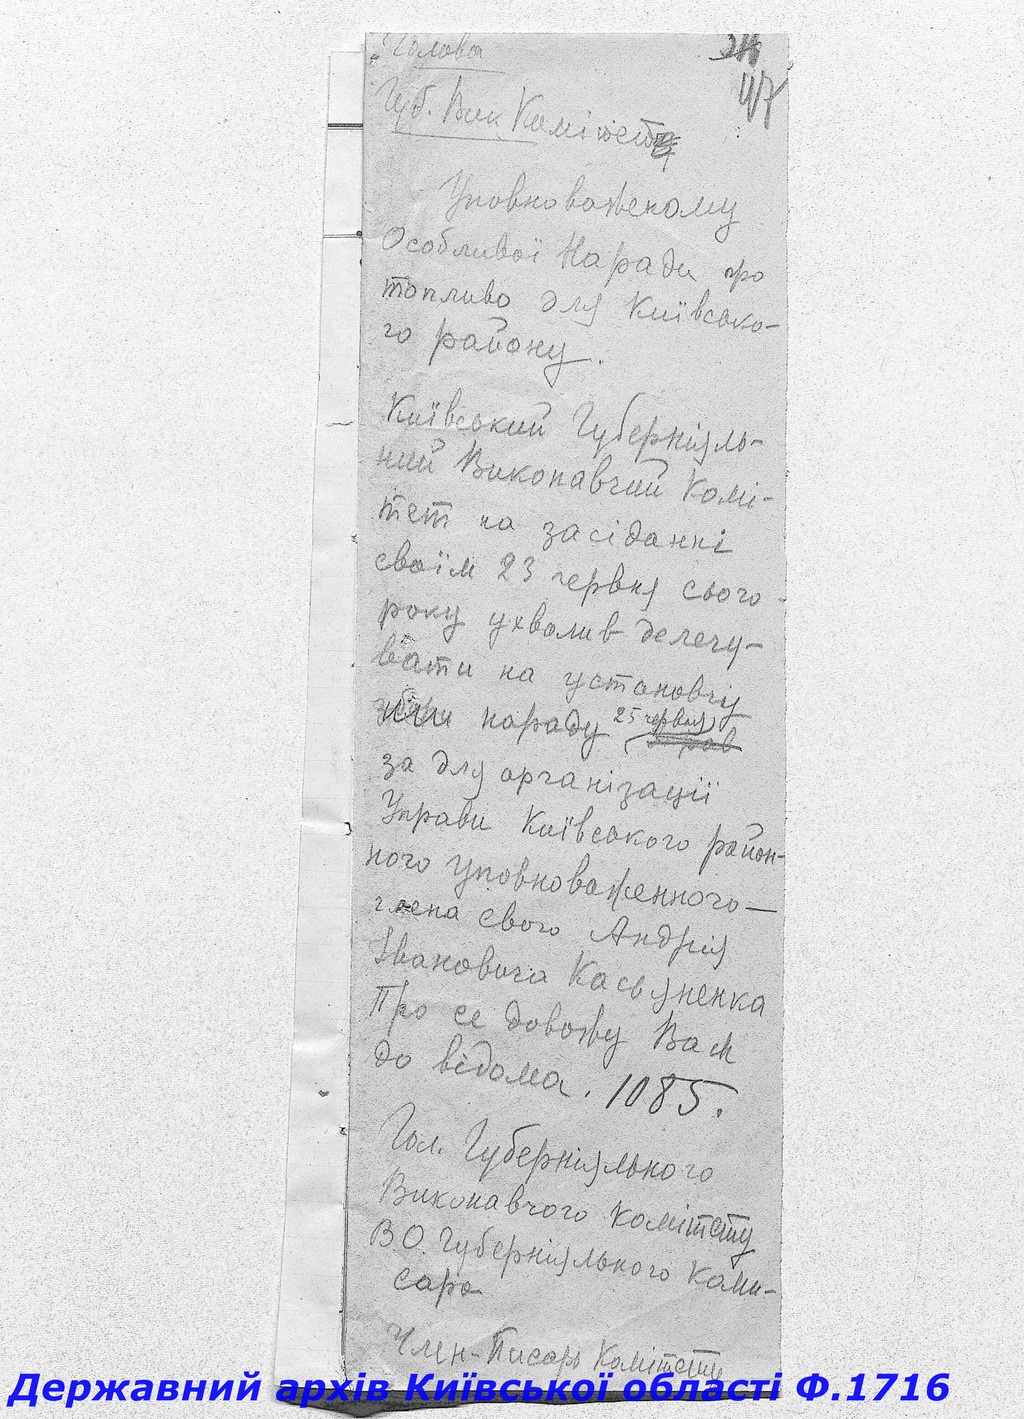 Голова
Губ. Вик Комітету
Уповноваженому
Особливої Наради про
топливо для Київсько-
го району.
Київський Губерніяль-
ний Виконавчий Комі-
тет на засіданні
своїм 23 червня сього
року ухвалив делегу-
вати на установчу
нараду 25 червня
за для організації
Управи Київського район-
ного уповноваженного—
члена свого Андрія
Івановича Касьяненка
Про се довожу Вам
до відома. 1085.
Гол. Губерніяльного
Виконавчого Комітету
В О. Губерніяльного Коми-
сара
Член-Писарь Комітету
Державний архів Київської області Ф.1716